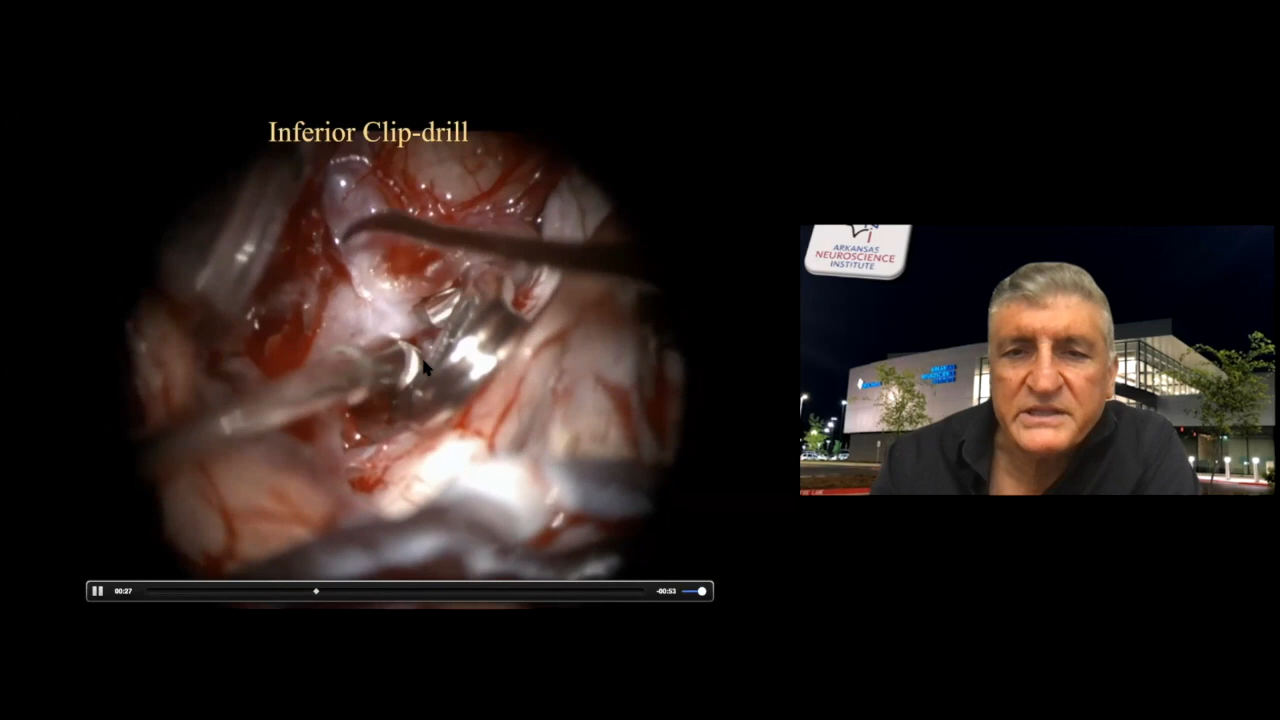 Inferior Clip-drill
ARKANSAS
NEUROSCIENCE
INSTITUTE
00:27
-00:53